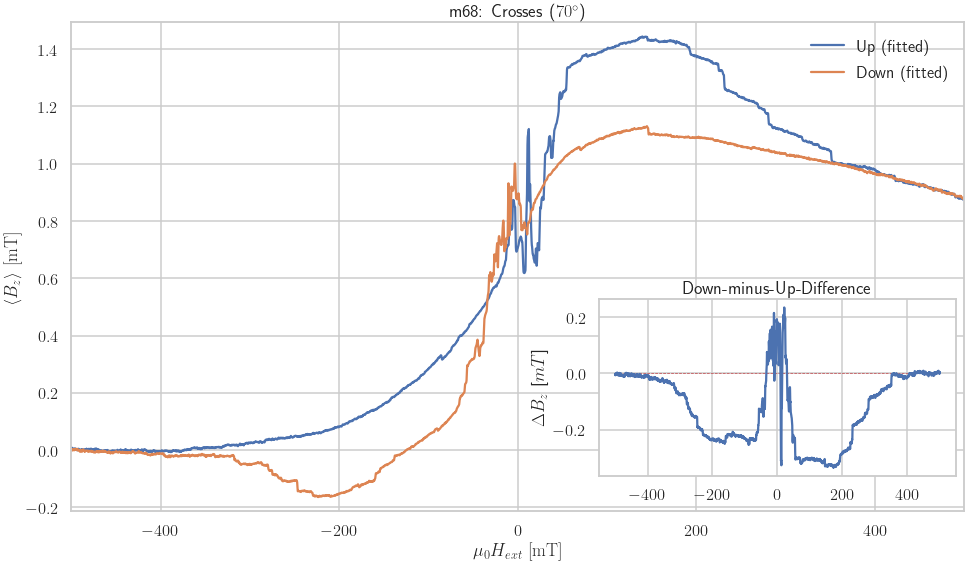 m68: Crosses (70°)
⟨B_z⟩ [mT]
1.4
1.2
1.0
0.8
0.6
0.4
0.2
0.0
−0.2
Up (fitted)
Down (fitted)
Down-minus-Up-Difference
ΔB_z [mT]
0.2
0.0
−0.2
−400 −200 0 200 400
−400 −200 0 200 400
μ₀H_ext [mT]